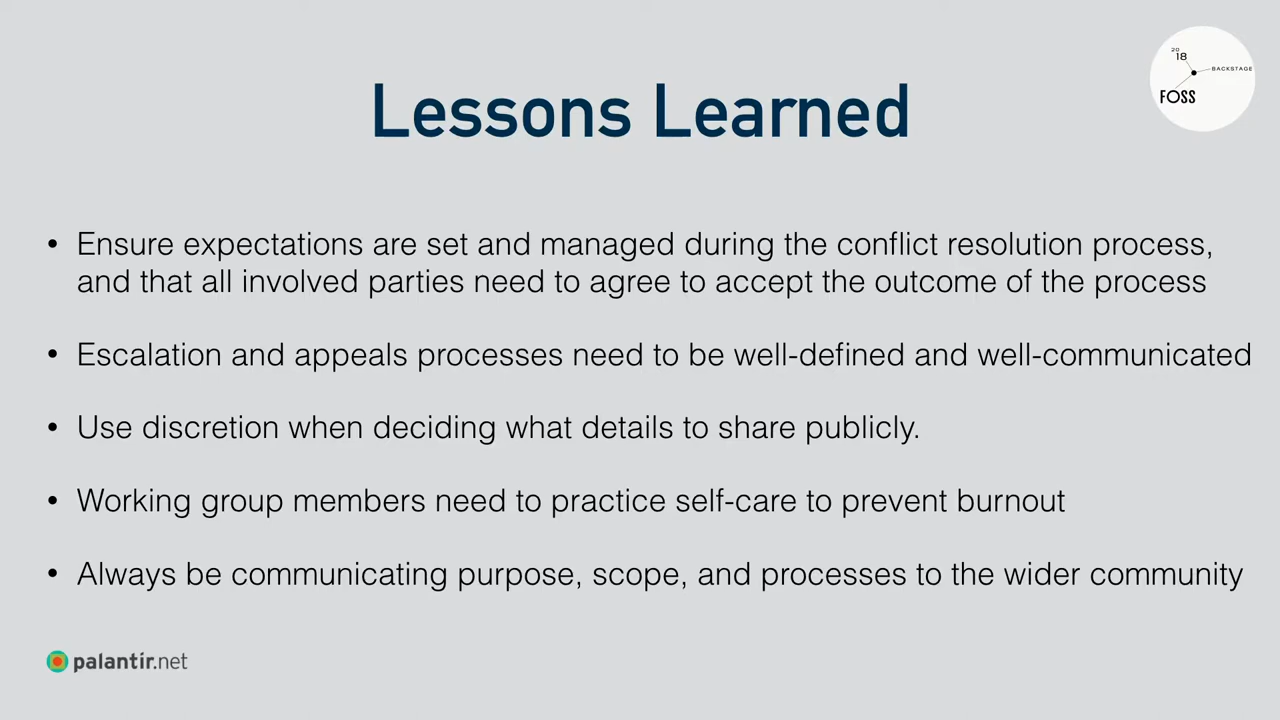 20
18
BACKSTAGE
FOSS
Lessons Learned
• Ensure expectations are set and managed during the conflict resolution process,
and that all involved parties need to agree to accept the outcome of the process
• Escalation and appeals processes need to be well-defined and well-communicated
• Use discretion when deciding what details to share publicly.
• Working group members need to practice self-care to prevent burnout
• Always be communicating purpose, scope, and processes to the wider community
palantir.net